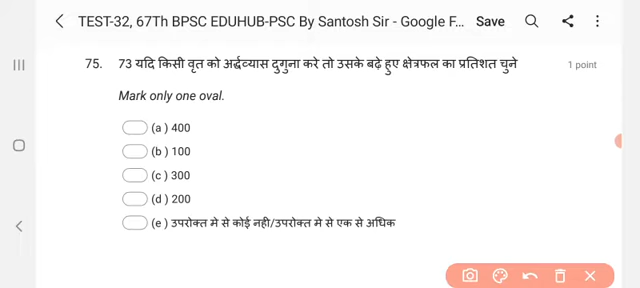 TEST-32, 67Th BPSC EDUHUB-PSC By Santosh Sir - Google F... Save
75. 73 यदि किसी वृत को अर्द्धव्यास दुगुना करे तो उसके बढ़े हुए क्षेत्रफल का प्रतिशत चुने 1 point
Mark only one oval.
(a ) 400
(b ) 100
(c ) 300
(d ) 200
(e ) उपरोक्त मे से कोई नही/उपरोक्त मे से एक से अधिक